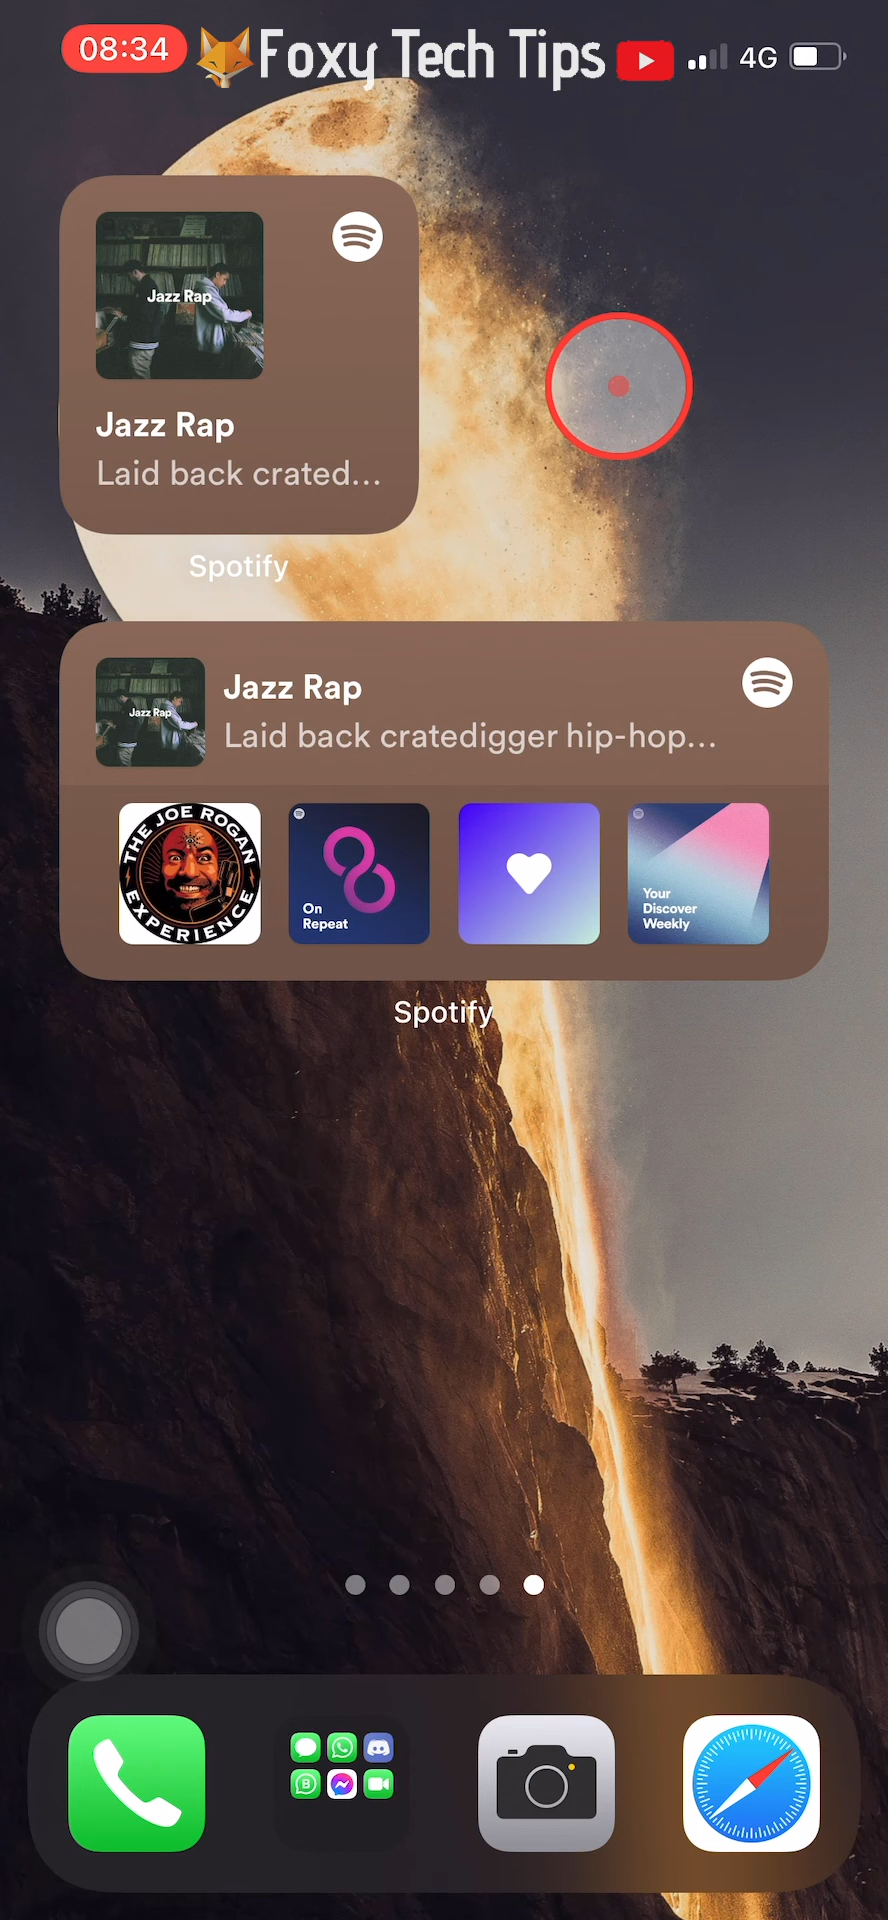 08:34
Foxy Tech Tips
4G
Jazz Rap
Jazz Rap
Laid back crated...
Spotify
Jazz Rap
Jazz Rap
Laid back cratedigger hip-hop...
THE JOE ROGAN
EXPERIENCE
On
Repeat
Your
Discover
Weekly
Spotify
B